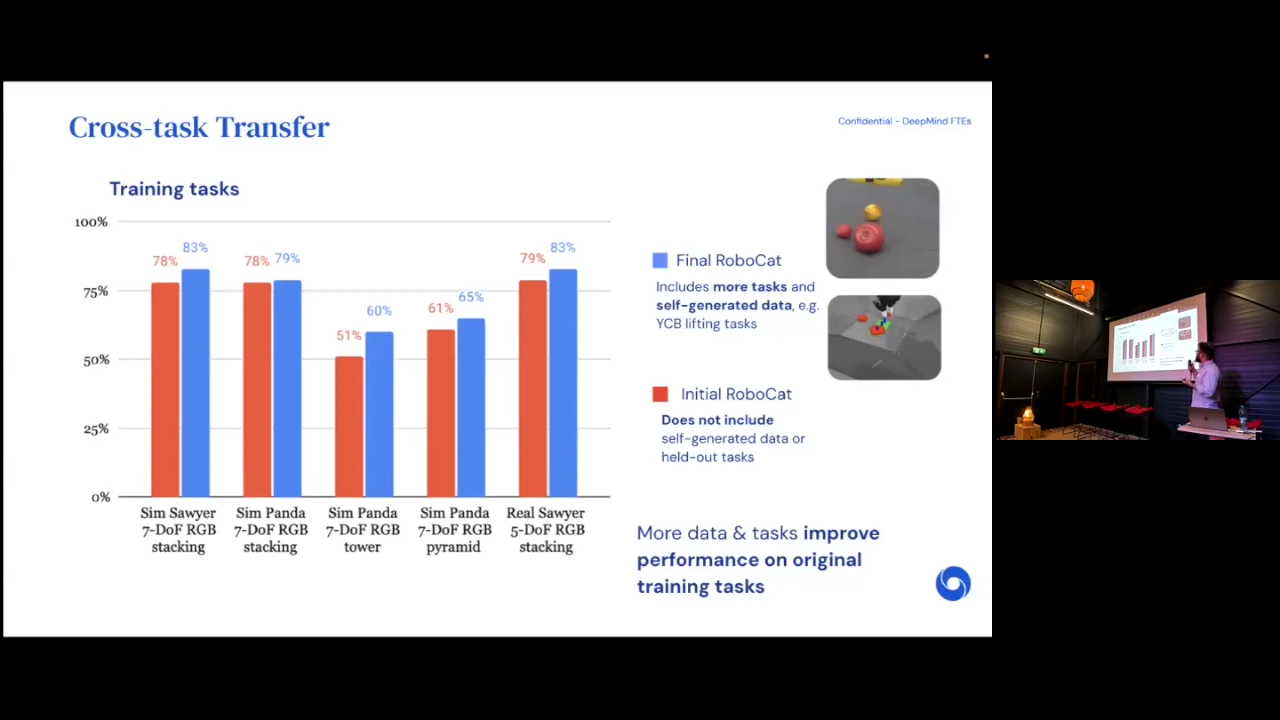 Cross-task Transfer
Confidential - DeepMind FTEs
Training tasks
100%
75%
50%
25%
0%
78%
83%
78%
79%
51%
60%
61%
65%
79%
83%
Sim Sawyer
7-DoF RGB
stacking
Sim Panda
7-DoF RGB
stacking
Sim Panda
7-DoF RGB
tower
Sim Panda
7-DoF RGB
pyramid
Real Sawyer
5-DoF RGB
stacking
Final RoboCat
Includes more tasks and
self-generated data, e.g.
YCB lifting tasks
Initial RoboCat
Does not include
self-generated data or
held-out tasks
More data & tasks improve
performance on original
training tasks